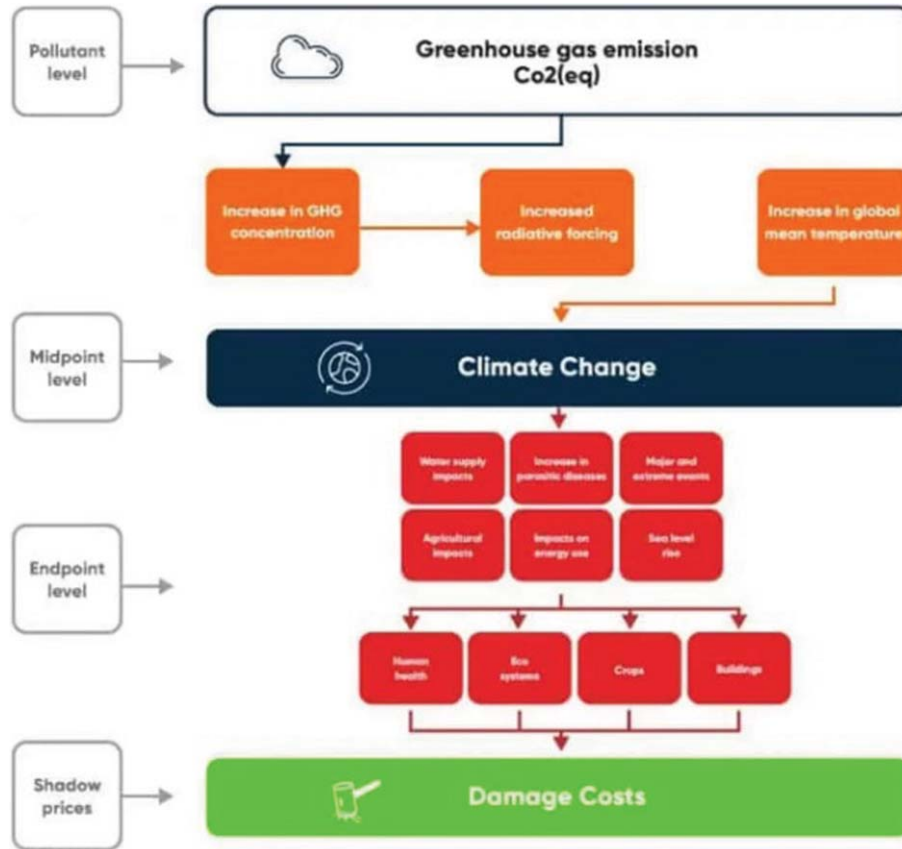 Pollutant
level
Greenhouse gas emission
Co2(eq)
Increase in GHG
concentration
Increased
radiative forcing
Increase in global
mean temperature
Midpoint
level
Climate Change
Water supply
impacts
Increase in
parasitic diseases
Major and
extreme events
Agricultural
impacts
Impacts on
energy use
Sea level
rise
Endpoint
level
Human
health
Eco
systems
Crops
Buildings
Shadow
prices
Damage Costs